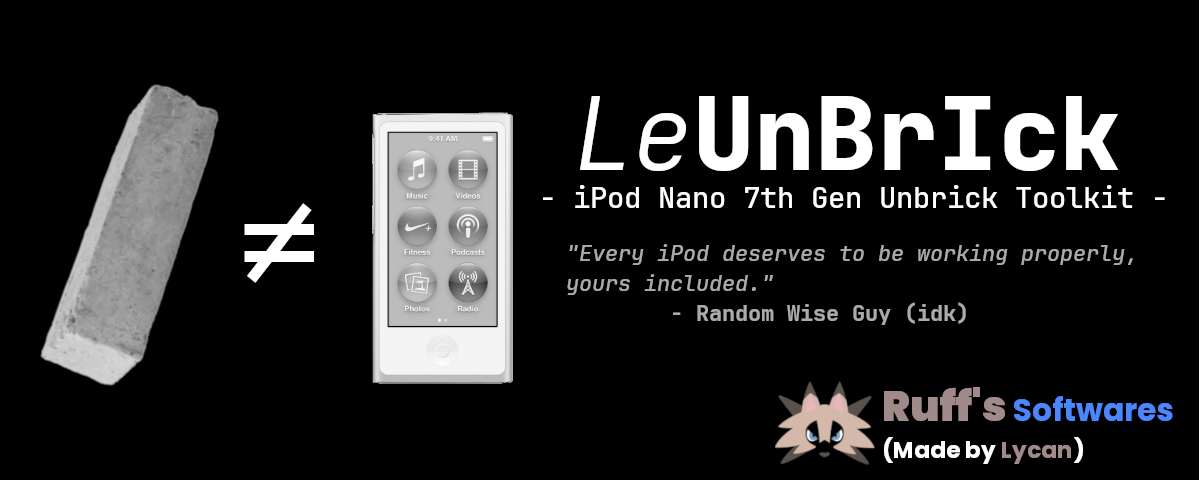 LeUnBrIck
- iPod Nano 7th Gen Unbrick Toolkit -
"Every iPod deserves to be working properly,
yours included."
- Random Wise Guy (idk)
≠
9:41 AM
Music Videos
Fitness Podcasts
Photos Radio
Ruff's Softwares
(Made by Lycan)